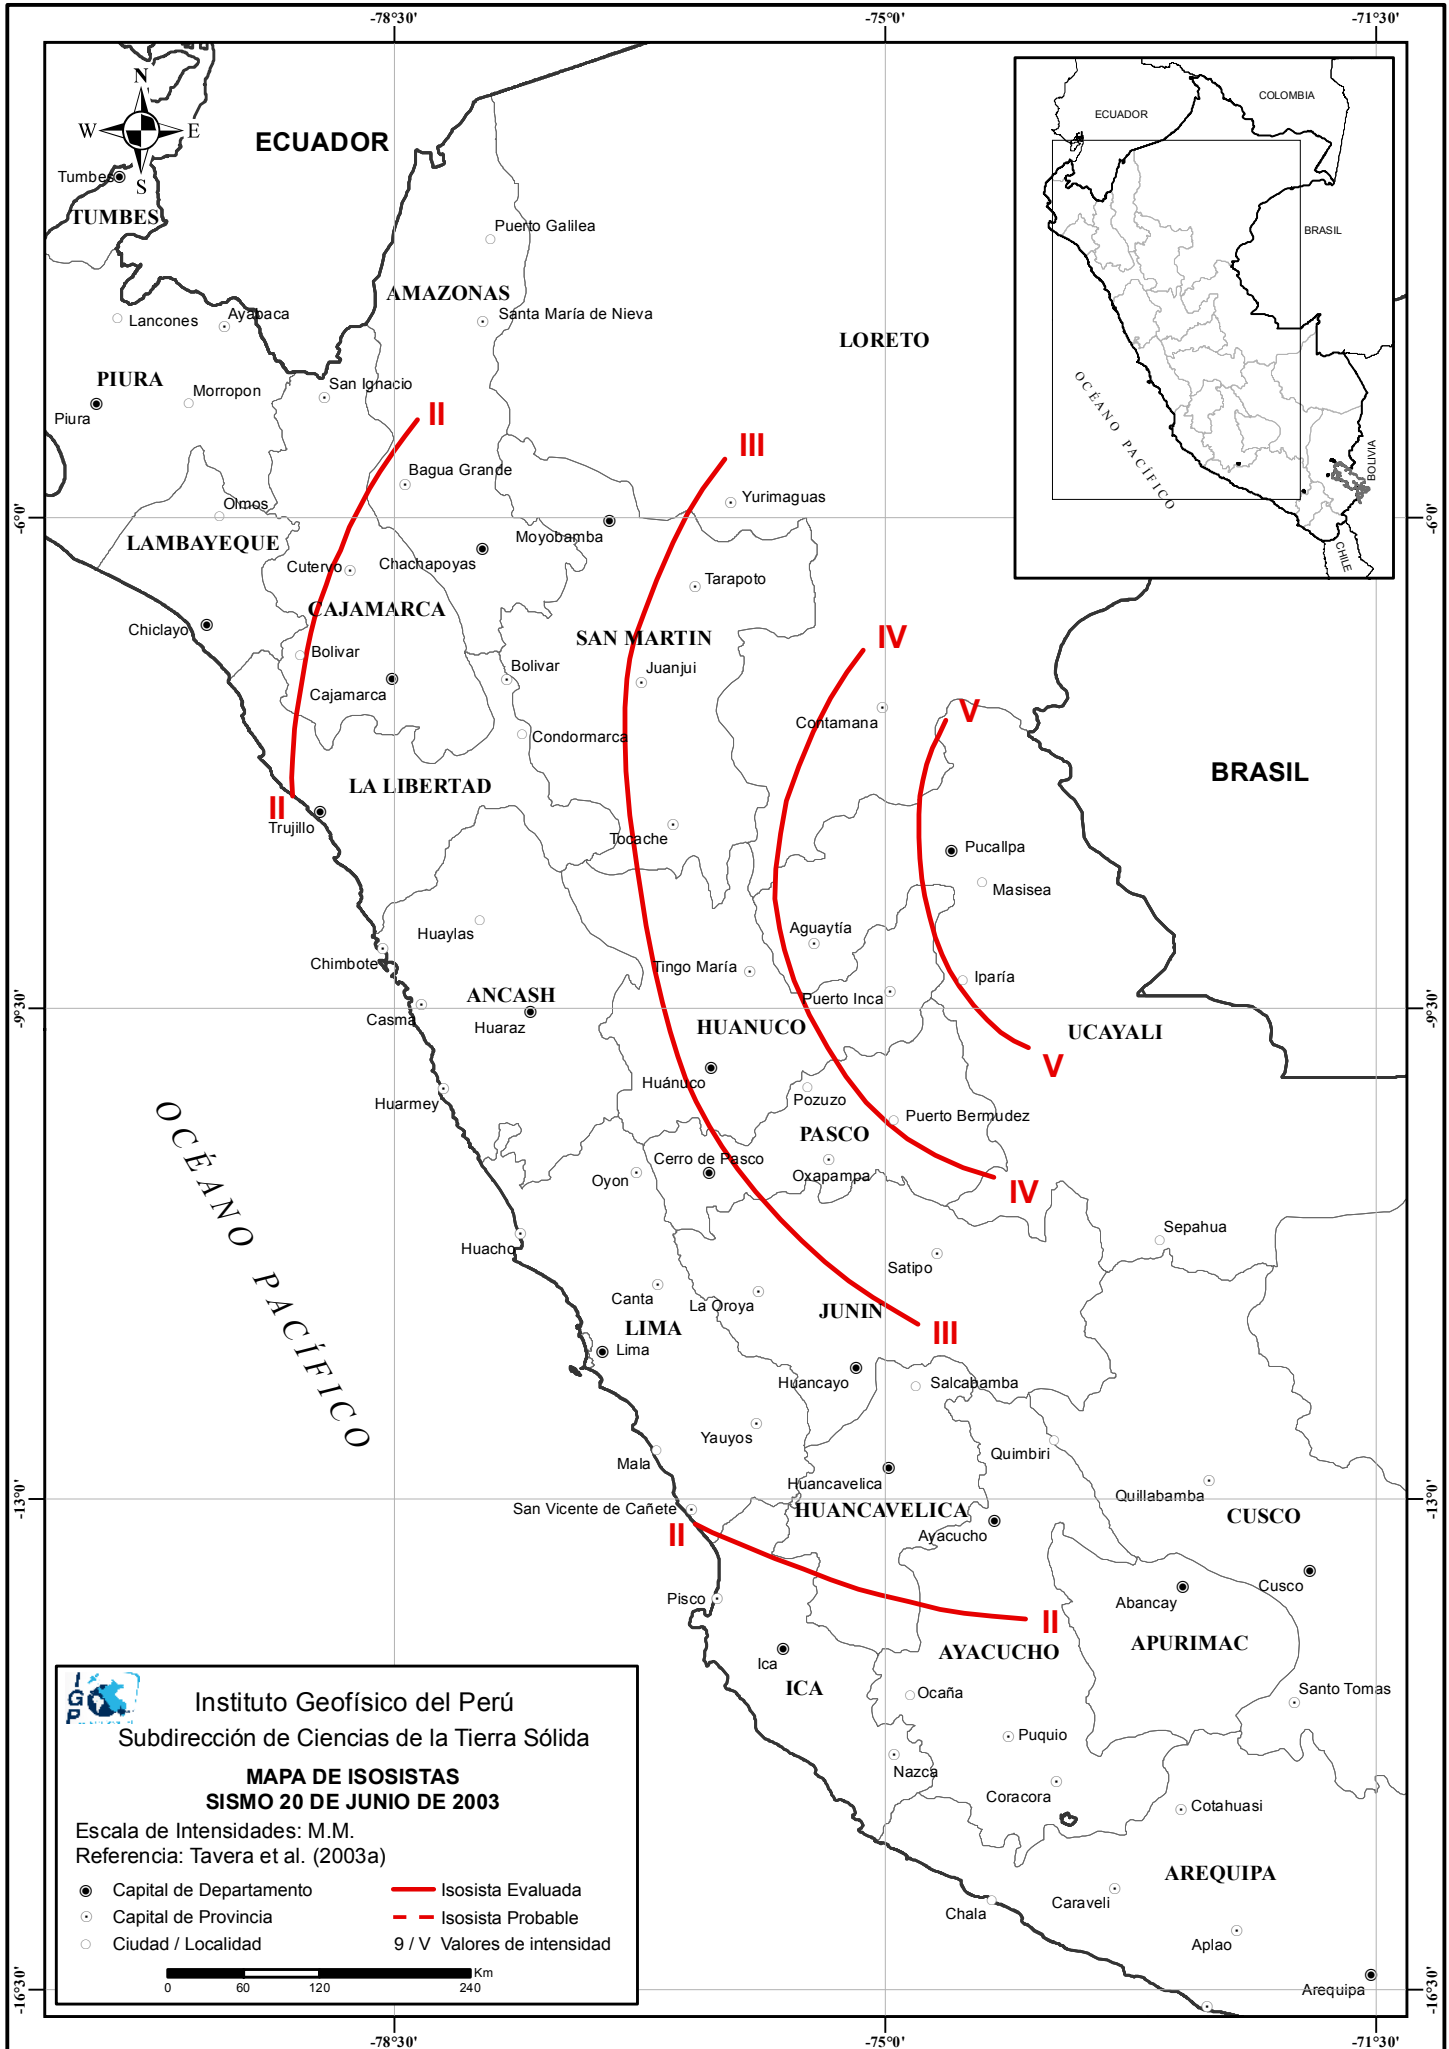 -78°30'
-75°0'
-71°30'
N
W
E
S
ECUADOR
Tumbes
TUMBES
Puerto Galilea
AMAZONAS
Santa María de Nieva
Lancones
Ayabaca
LORETO
PIURA
Morropon
San Ignacio
Piura
II
III
Bagua Grande
Yurimaguas
Olmos
-6°0'
-6°0'
LAMBAYEQUE
Moyobamba
Cutervo
Chachapoyas
Tarapoto
CAJAMARCA
Chiclayo
SAN MARTIN
IV
Bolivar
Bolivar
Juanjui
Cajamarca
Contamana
V
Condormarca
BRASIL
LA LIBERTAD
II
Trujillo
Tocache
Pucallpa
Masisea
Huaylas
Aguaytía
Chimbote
Tingo María
Iparía
ANCASH
Puerto Inca
Casma
Huaraz
-9°30'
-9°30'
HUANUCO
UCAYALI
V
Huánuco
Pozuzo
Huarmey
Puerto Bermudez
PASCO
OCÉANO PACÍFICO
Cerro de Pasco
Oyon
Oxapampa
IV
Sepahua
Huacho
Satipo
Canta
La Oroya
JUNIN
LIMA
III
Lima
Huancayo
Salcabamba
Yauyos
Quimbiri
Mala
Huancavelica
Quillabamba
-13°0'
-13°0'
San Vicente de Cañete
HUANCAVELICA
CUSCO
II
Ayacucho
Pisco
Abancay
Cusco
II
AYACUCHO
APURIMAC
Ica
ICA
Ocaña
Santo Tomas
Puquio
Nazca
Coracora
Cotahuasi
AREQUIPA
Caraveli
Chala
Aplao
Arequipa
-16°30'
-16°30'
-78°30'
-75°0'
-71°30'
COLOMBIA
ECUADOR
BRASIL
OCÉANO PACÍFICO
BOLIVIA
CHILE
IGP
Instituto Geofísico del Perú
Subdirección de Ciencias de la Tierra Sólida
MAPA DE ISOSISTAS
SISMO 20 DE JUNIO DE 2003
Escala de Intensidades: M.M.
Referencia: Tavera et al. (2003a)
Capital de Departamento
Isosista Evaluada
Capital de Provincia
Isosista Probable
Ciudad / Localidad
9 / V Valores de intensidad
Km
0 60 120 240